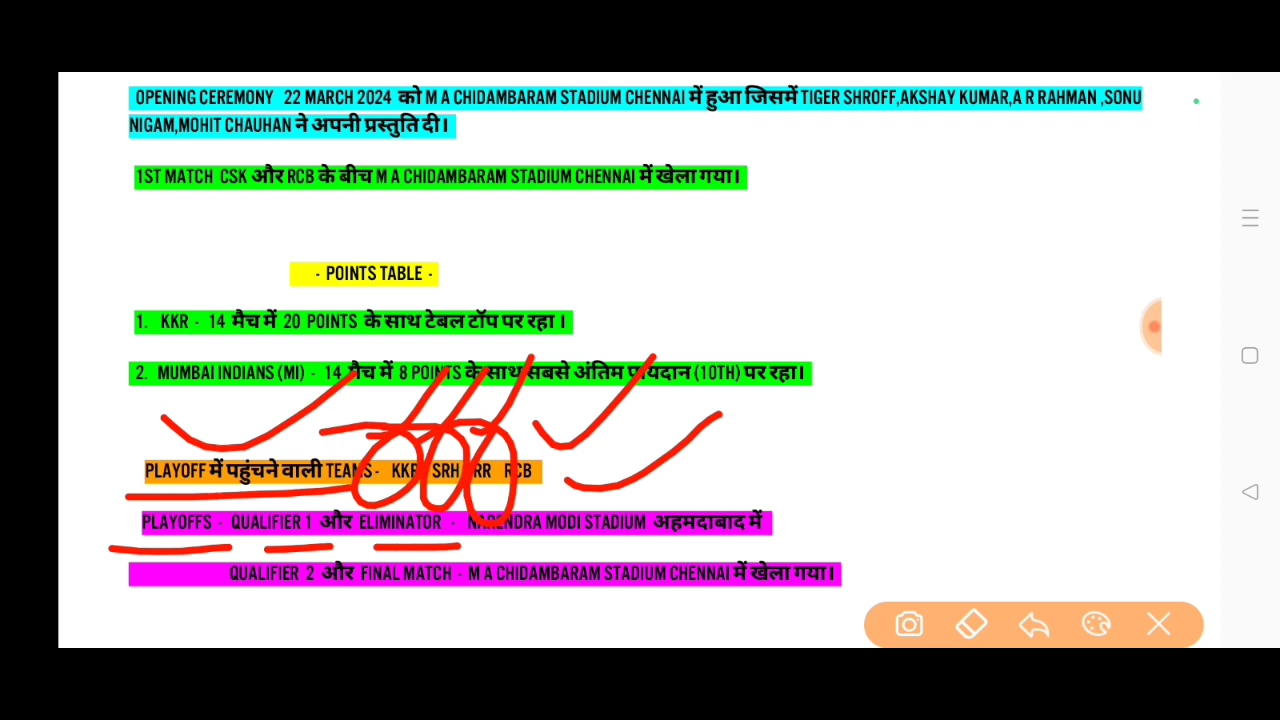 OPENING CEREMONY 22 MARCH 2024 को M A CHIDAMBARAM STADIUM CHENNAI में हुआ जिसमें TIGER SHROFF,AKSHAY KUMAR,A R RAHMAN ,SONU
NIGAM,MOHIT CHAUHAN ने अपनी प्रस्तुति दी।
1ST MATCH CSK और RCB के बीच M A CHIDAMBARAM STADIUM CHENNAI में खेला गया।
- POINTS TABLE -
1. KKR - 14 मैच में 20 POINTS के साथ टेबल टॉप पर रहा ।
2. MUMBAI INDIANS (MI) - 14 मैच में 8 POINTS के साथ सबसे अंतिम पायदान (10TH) पर रहा।
PLAYOFF में पहुंचने वाली TEAMS - KKR SRH RR RCB
PLAYOFFS - QUALIFIER 1 और ELIMINATOR - NARENDRA MODI STADIUM अहमदाबाद में
QUALIFIER 2 और FINAL MATCH - M A CHIDAMBARAM STADIUM CHENNAI में खेला गया।